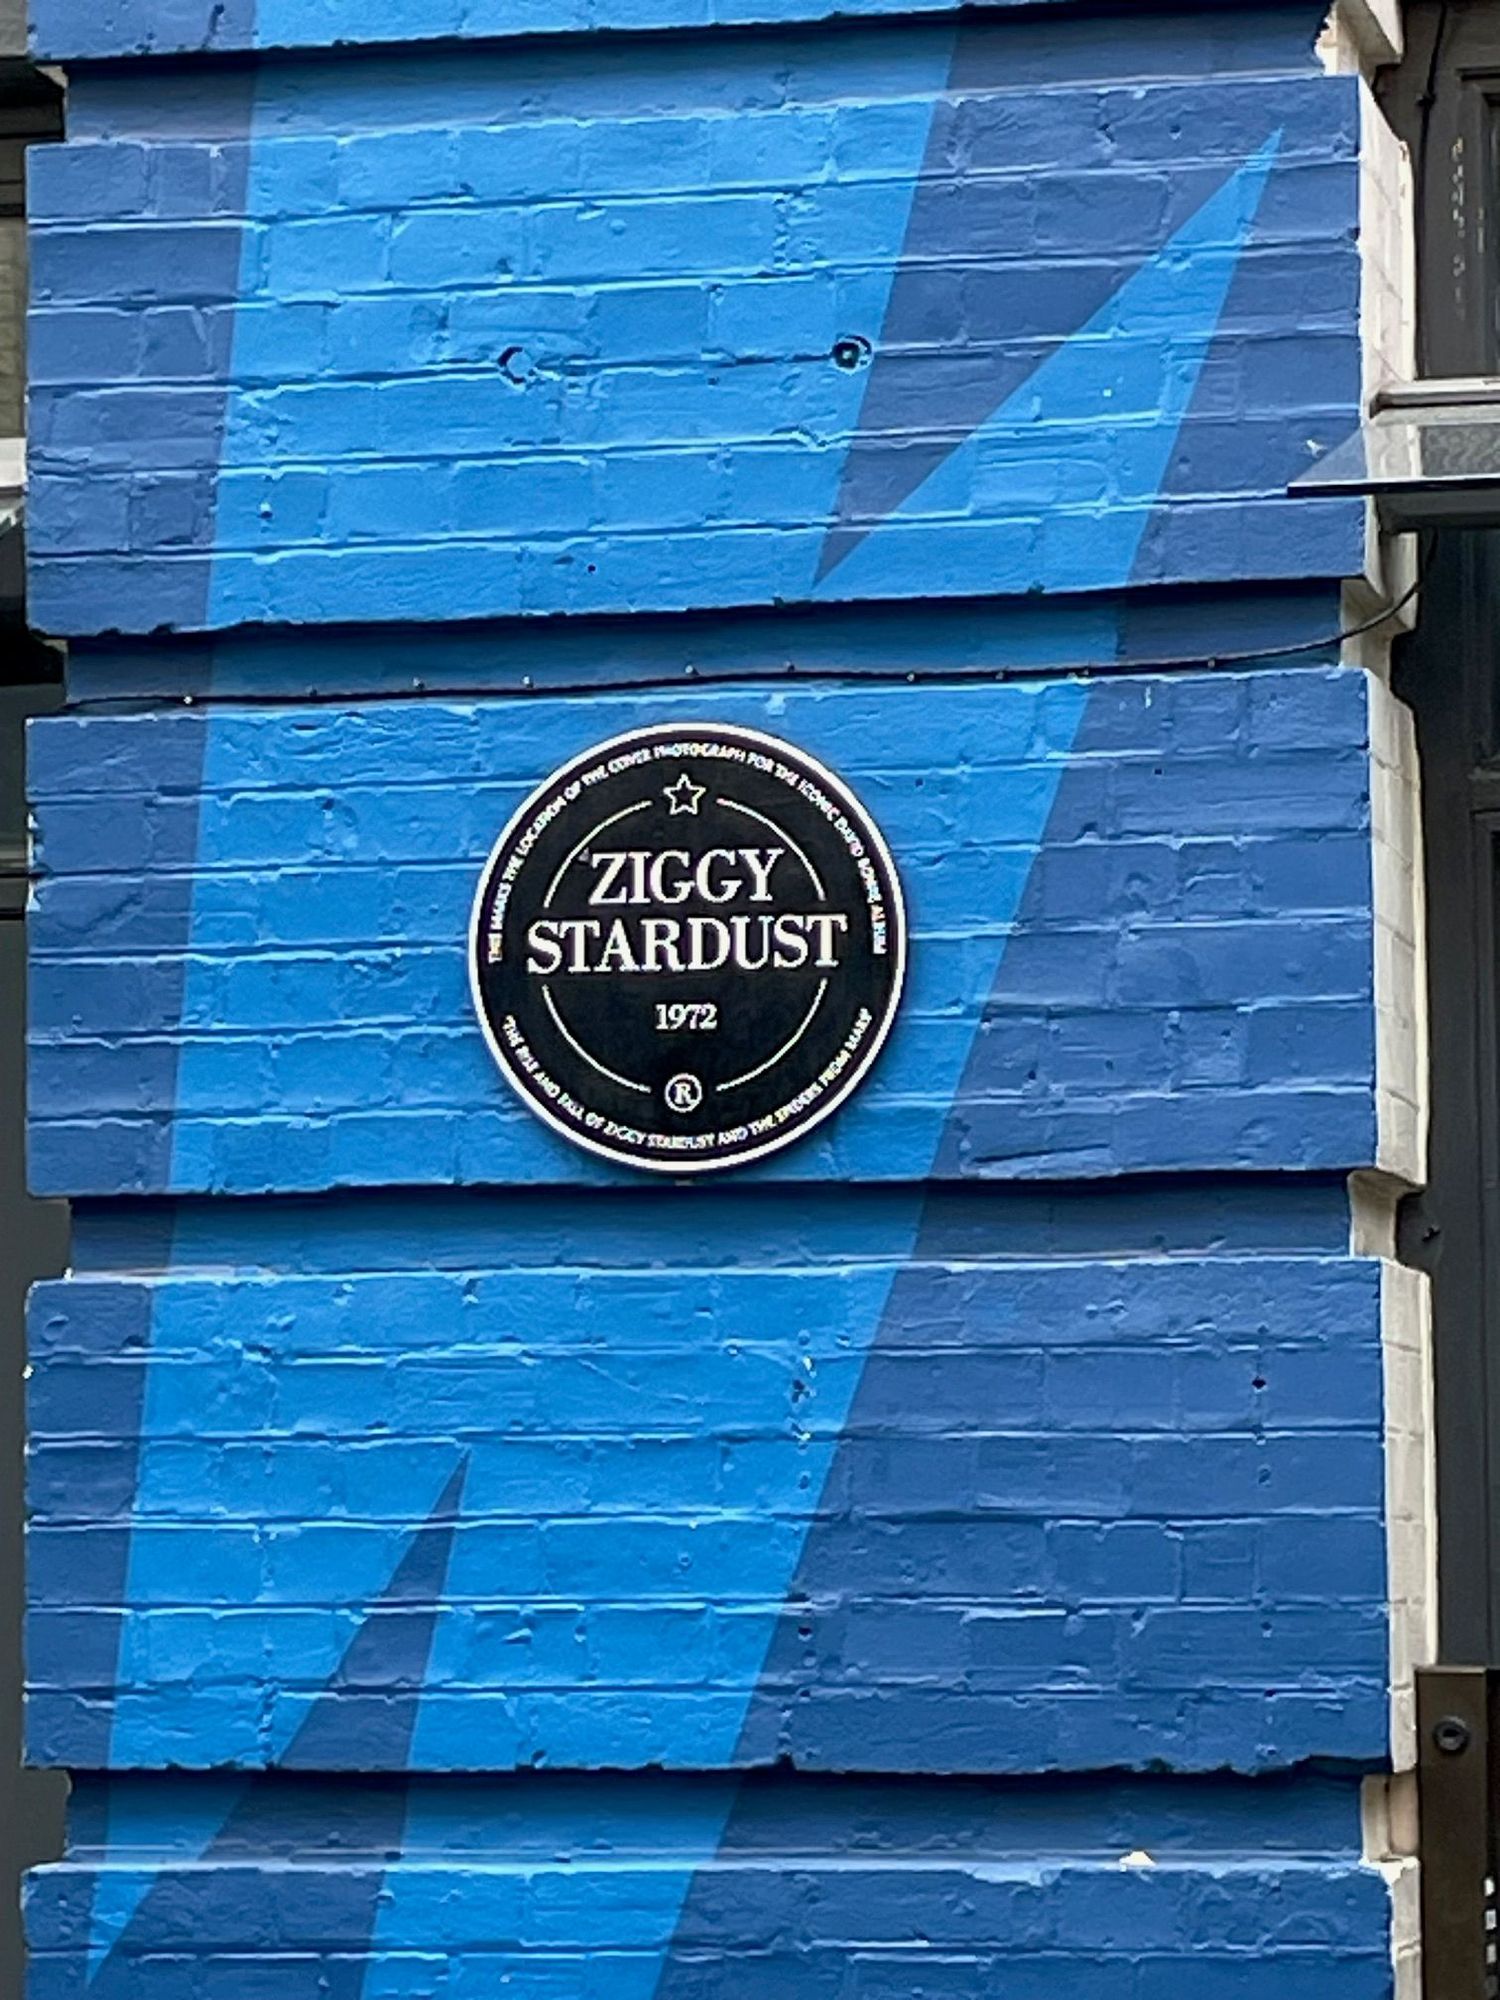 THIS MARKS THE LOCATION OF THE COVER PHOTOGRAPH FOR THE ICONIC DAVID BOWIE ALBUM
ZIGGY
STARDUST
1972
R
'THE RISE AND FALL OF ZIGGY STARDUST AND THE SPIDERS FROM MARS'